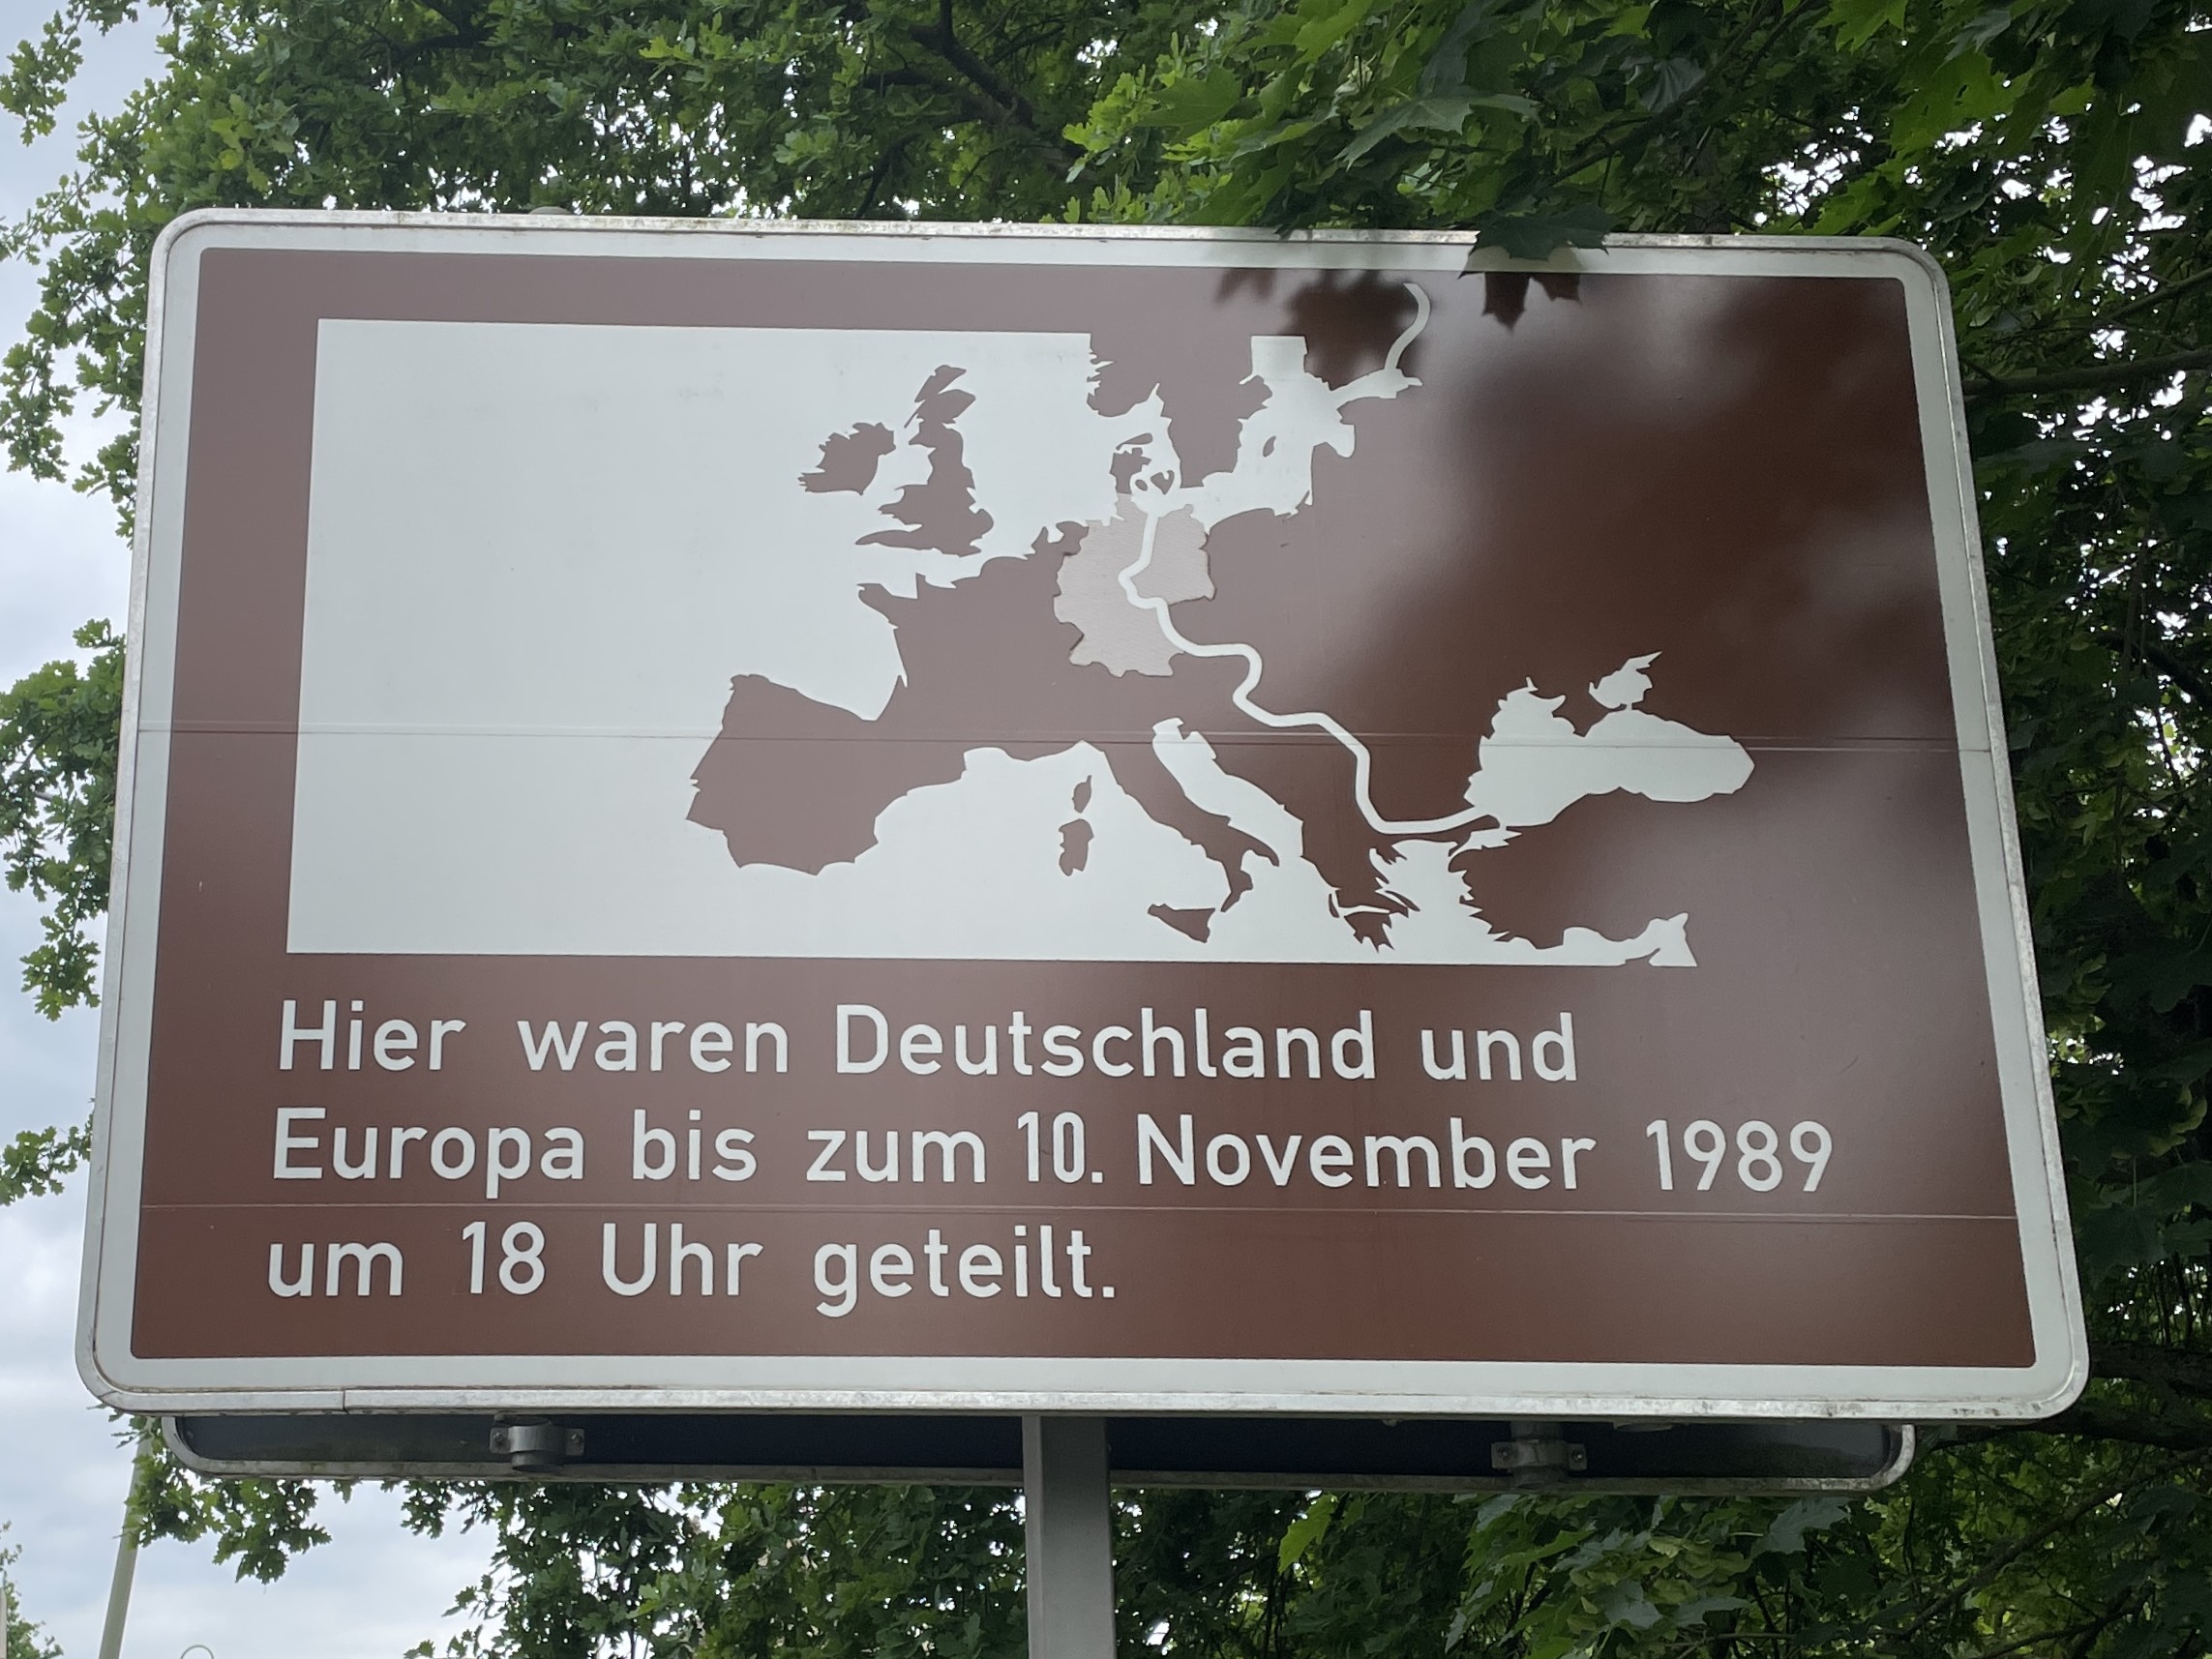 Hier waren Deutschland und
Europa bis zum 10. November 1989
um 18 Uhr geteilt.